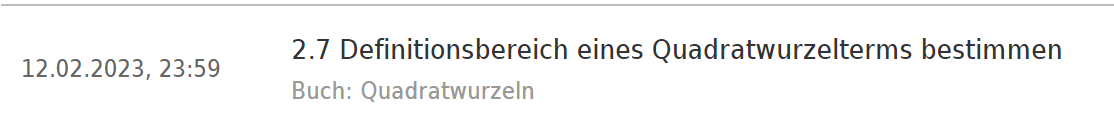 12.02.2023, 23:59
2.7 Definitionsbereich eines Quadratwurzelterms bestimmen
Buch: Quadratwurzeln